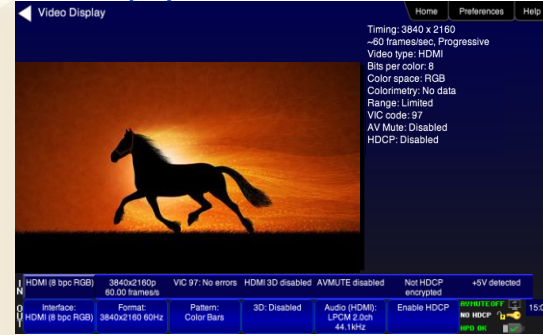 Video Display
Home Preferences Help
Timing: 3840 x 2160
~60 frames/sec, Progressive
Video type: HDMI
Bits per color: 8
Color space: RGB
Colorimetry: No data
Range: Limited
VIC code: 97
AV Mute: Disabled
HDCP: Disabled
IN
HDMI (8 bpc RGB)
3840x2160p
60.00 frames/s
VIC 97: No errors
HDMI 3D disabled
AVMUTE disabled
Not HDCP
encrypted
+5V detected
OUT
Interface:
HDMI (8 bpc RGB)
Format:
3840x2160 60Hz
Pattern:
Color Bars
3D: Disabled
Audio (HDMI):
LPCM 2.0ch
44.1kHz
Enable HDCP
AVMUTE OFF
NO HDCP
HPD OK